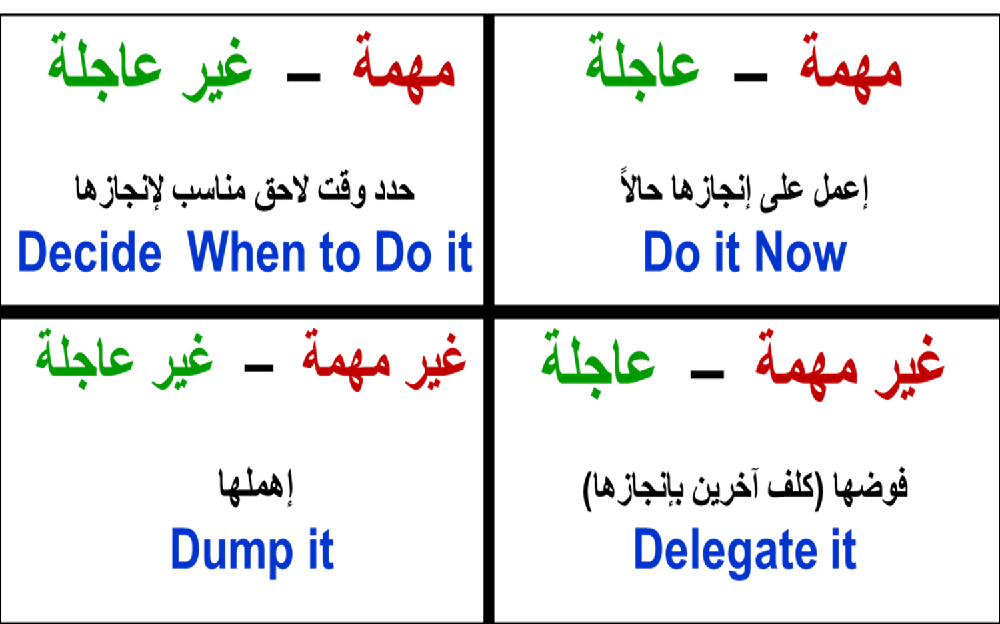 مهمة – عاجلة
إعمل على إنجازها حالاً
Do it Now
مهمة – غير عاجلة
حدد وقت لاحق مناسب لإنجازها
Decide When to Do it
غير مهمة – عاجلة
فوضها (كلف آخرين بإنجازها)
Delegate it
غير مهمة – غير عاجلة
إهملها
Dump it